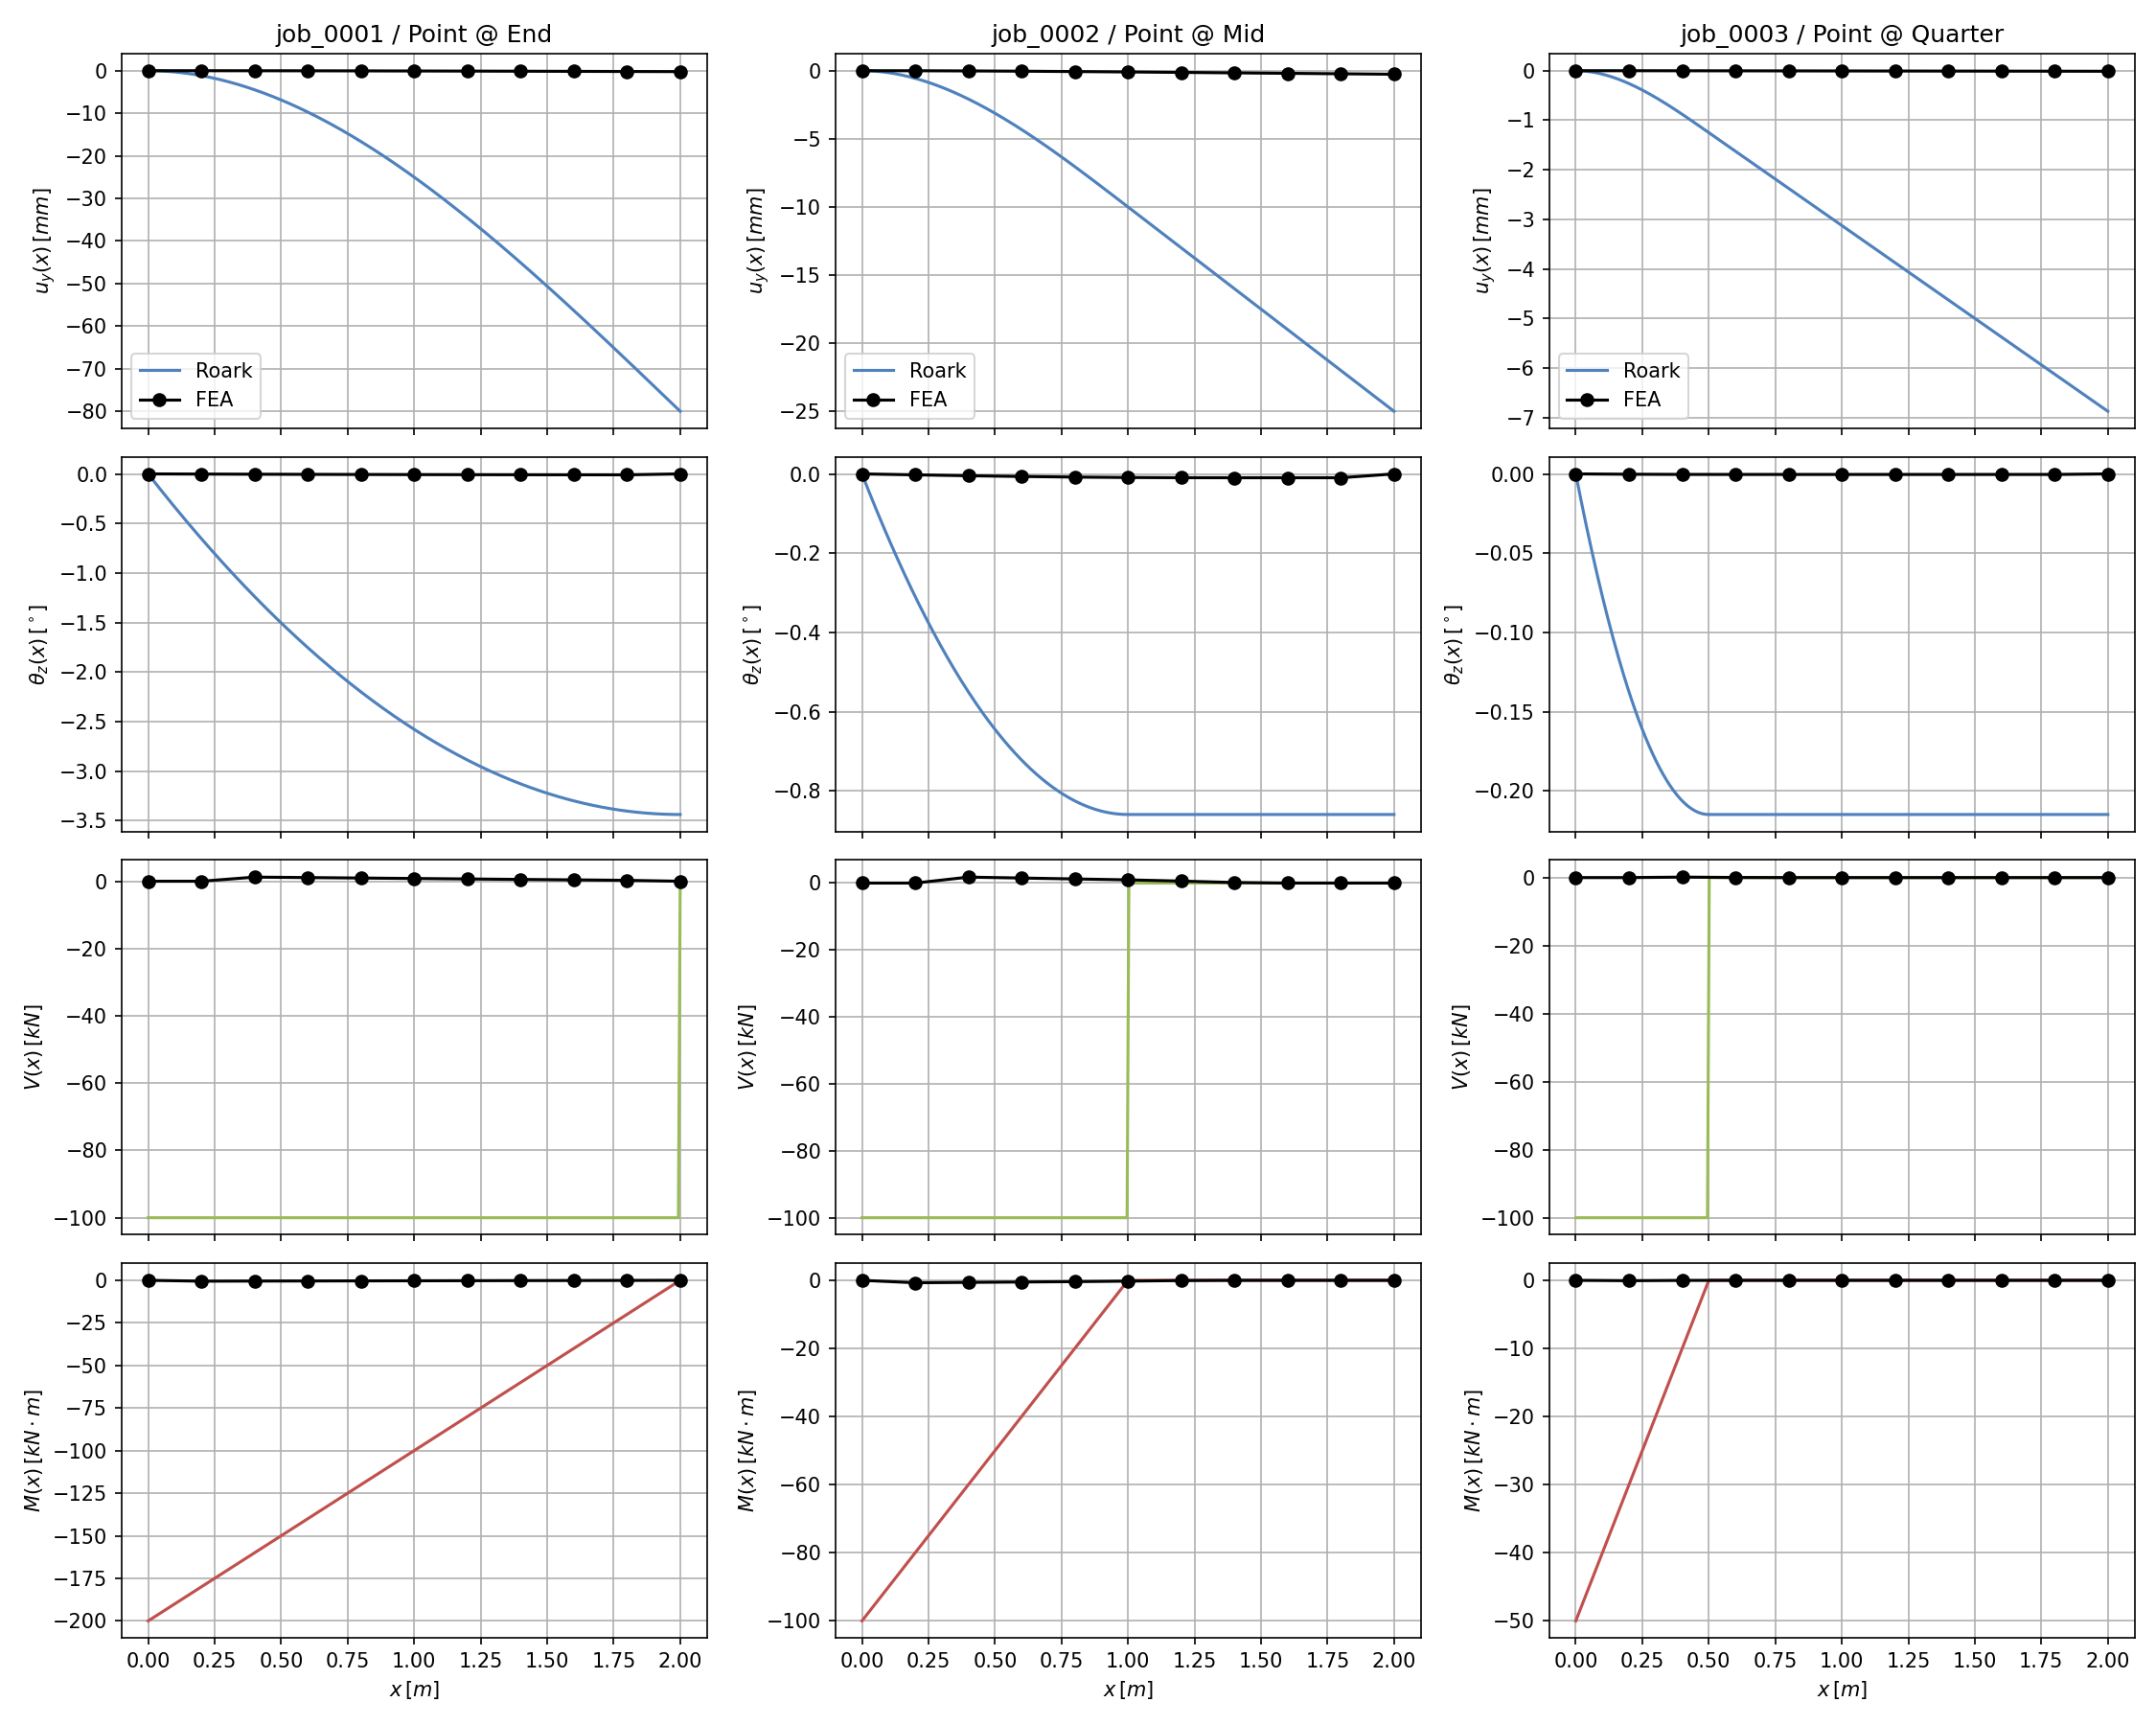 job_0001 / Point @ End
job_0002 / Point @ Mid
job_0003 / Point @ Quarter
0
−10
−20
−30
−40
−50
−60
−70
−80
u_y(x) [mm]
Roark
FEA
0
−5
−10
−15
−20
−25
u_y(x) [mm]
Roark
FEA
0
−1
−2
−3
−4
−5
−6
−7
u_y(x) [mm]
Roark
FEA
0.0
−0.5
−1.0
−1.5
−2.0
−2.5
−3.0
−3.5
θ_z(x) [°]
0.0
−0.2
−0.4
−0.6
−0.8
θ_z(x) [°]
0.00
−0.05
−0.10
−0.15
−0.20
θ_z(x) [°]
0
−20
−40
−60
−80
−100
V(x) [kN]
0
−20
−40
−60
−80
−100
V(x) [kN]
0
−20
−40
−60
−80
−100
V(x) [kN]
0
−25
−50
−75
−100
−125
−150
−175
−200
M(x) [kN · m]
0.00 0.25 0.50 0.75 1.00 1.25 1.50 1.75 2.00
x [m]
0
−20
−40
−60
−80
−100
M(x) [kN · m]
0.00 0.25 0.50 0.75 1.00 1.25 1.50 1.75 2.00
x [m]
0
−10
−20
−30
−40
−50
M(x) [kN · m]
0.00 0.25 0.50 0.75 1.00 1.25 1.50 1.75 2.00
x [m]